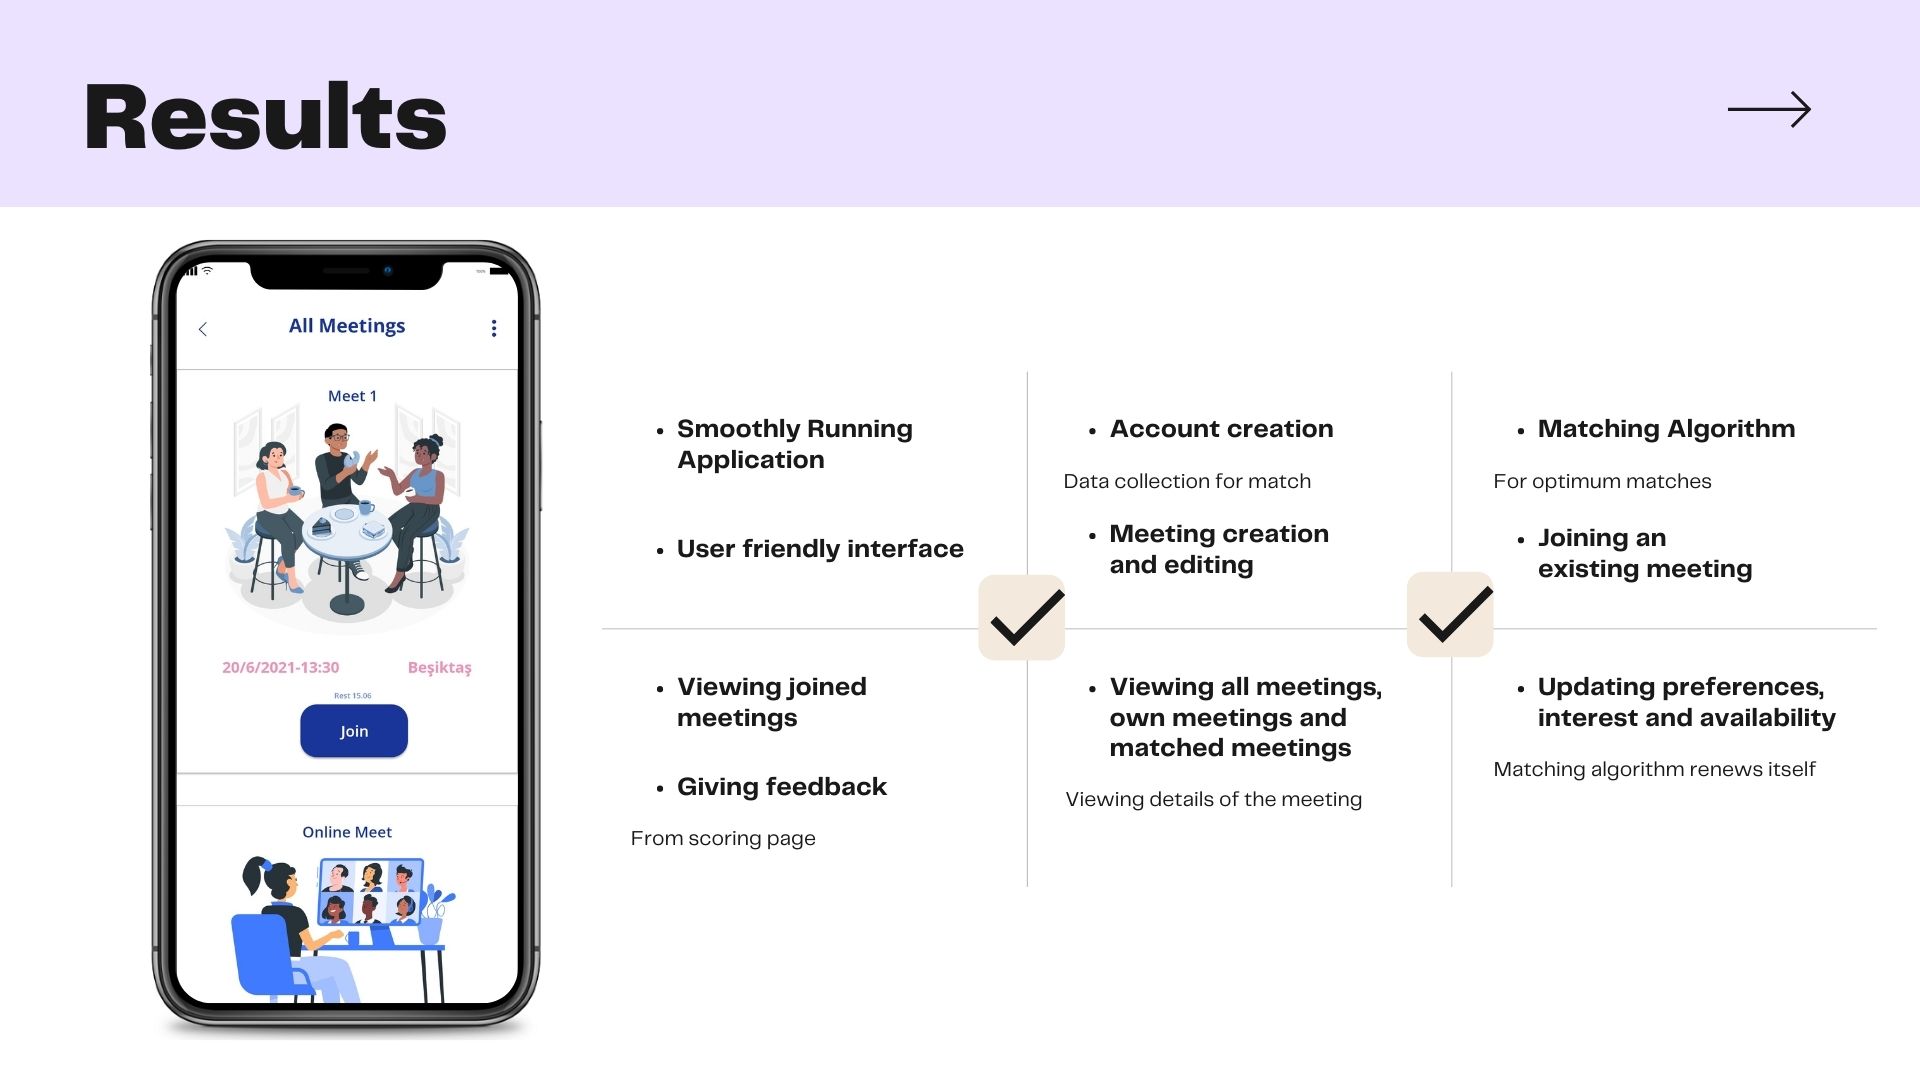 Results
100%
All Meetings
Meet 1
20/6/2021-13:30 Beşiktaş
Rest 15.06
Join
Online Meet
• Smoothly Running
Application
• User friendly interface
• Account creation
Data collection for match
• Meeting creation
and editing
• Matching Algorithm
For optimum matches
• Joining an
existing meeting
• Viewing joined
meetings
• Giving feedback
From scoring page
• Viewing all meetings,
own meetings and
matched meetings
Viewing details of the meeting
• Updating preferences,
interest and availability
Matching algorithm renews itself